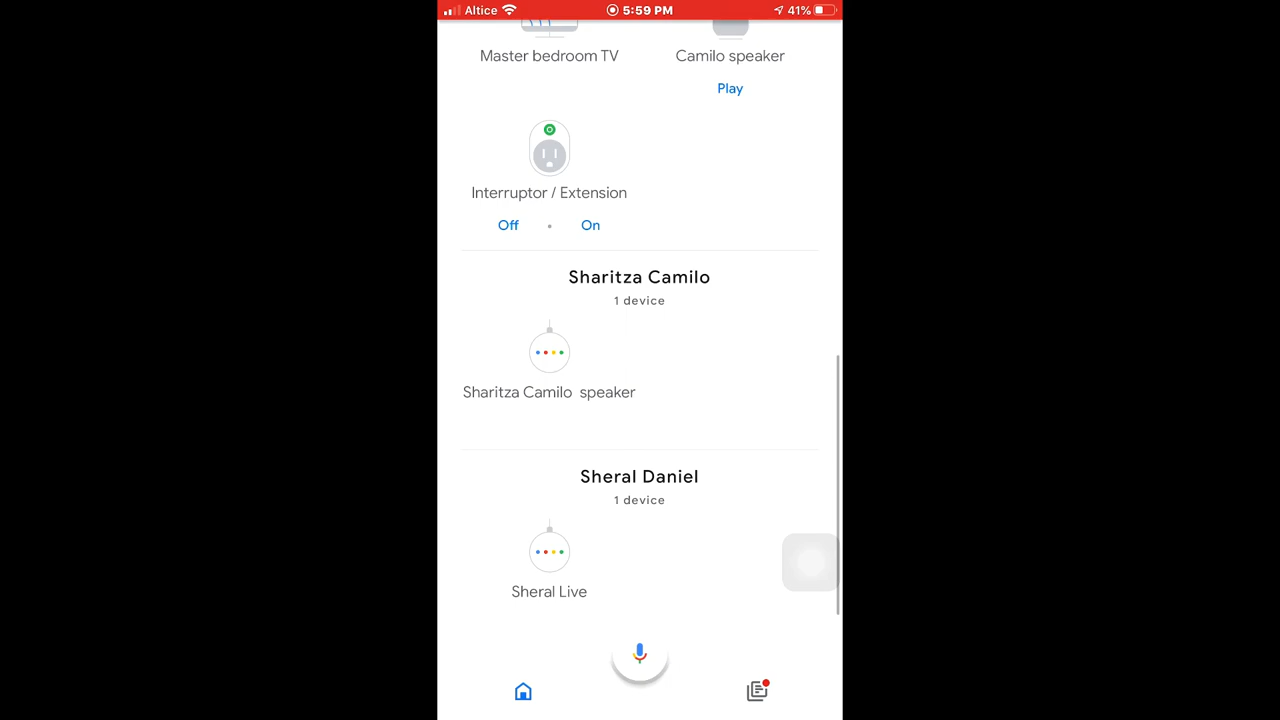 Altice 5:59 PM 41%
Master bedroom TV Camilo speaker
Play
Interruptor / Extension
Off • On
Sharitza Camilo
1 device
Sharitza Camilo speaker
Sheral Daniel
1 device
Sheral Live